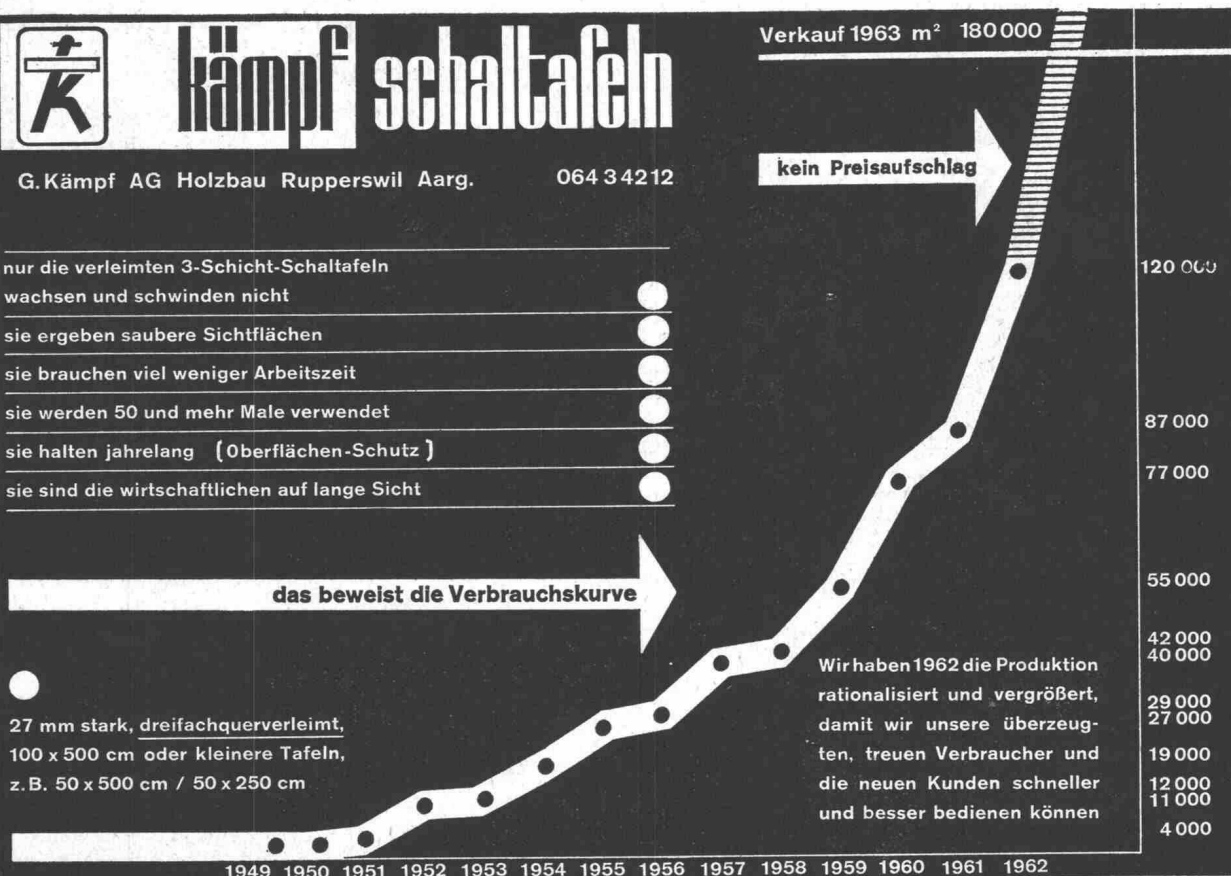 K
kämpf schaltafeln
G. Kämpf AG Holzbau Rupperswil Aarg. 064 3 42 12
nur die verleimten 3-Schicht-Schaltafeln
wachsen und schwinden nicht
sie ergeben saubere Sichtflächen
sie brauchen viel weniger Arbeitszeit
sie werden 50 und mehr Male verwendet
sie halten jahrelang (Oberflächen-Schutz)
sie sind die wirtschaftlichen auf lange Sicht
das beweist die Verbrauchskurve
27 mm stark, dreifachquerverleimt,
100 x 500 cm oder kleinere Tafeln,
z.B. 50 x 500 cm / 50 x 250 cm
Verkauf 1963 m² 180 000
kein Preisaufschlag
Wir haben 1962 die Produktion
rationalisiert und vergrößert,
damit wir unsere überzeug-
ten, treuen Verbraucher und
die neuen Kunden schneller
und besser bedienen können
120 000
87 000
77 000
55 000
42 000
40 000
29 000
27 000
19 000
12 000
11 000
4 000
1949 1950 1951 1952 1953 1954 1955 1956 1957 1958 1959 1960 1961 1962